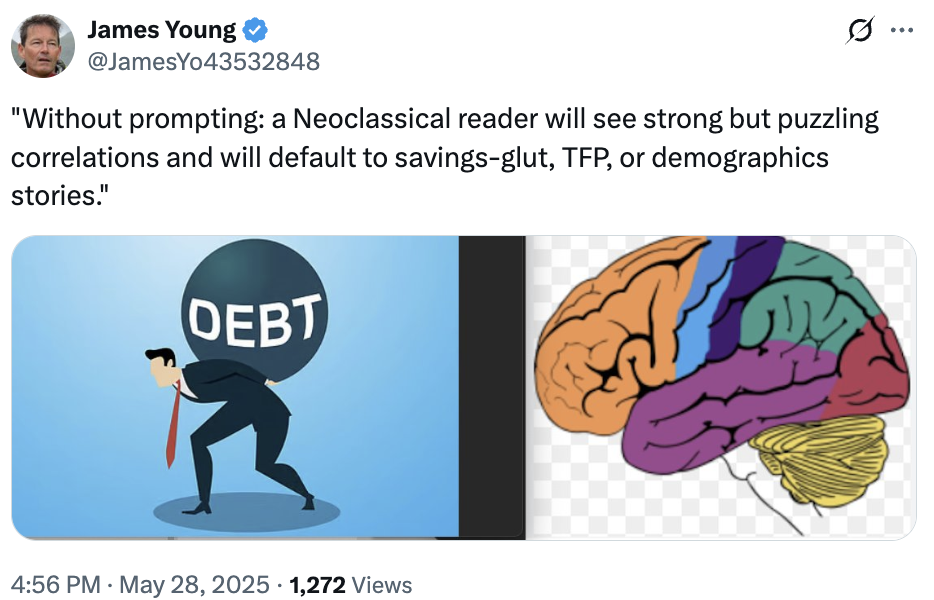 James Young
@JamesYo43532848
"Without prompting: a Neoclassical reader will see strong but puzzling
correlations and will default to savings-glut, TFP, or demographics
stories."
DEBT
4:56 PM · May 28, 2025 · 1,272 Views